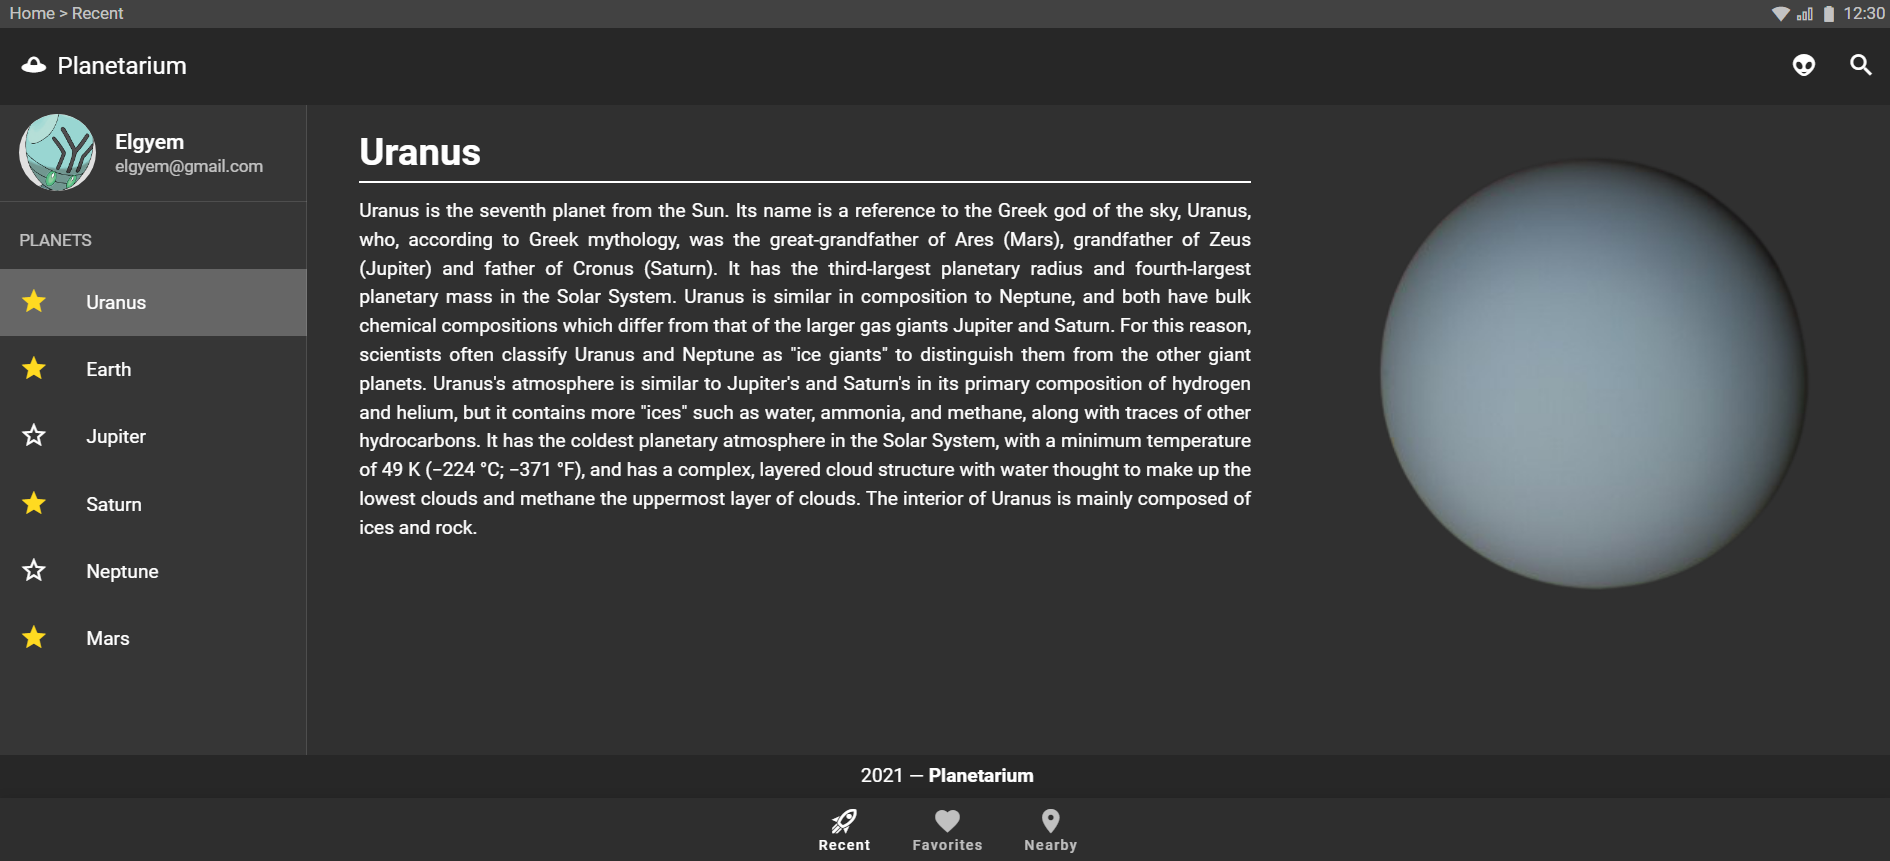 Home > Recent
12:30
Planetarium
Elgyem
elgyem@gmail.com
PLANETS
Uranus
Earth
Jupiter
Saturn
Neptune
Mars
Uranus
Uranus is the seventh planet from the Sun. Its name is a reference to the Greek god of the sky, Uranus,
who, according to Greek mythology, was the great-grandfather of Ares (Mars), grandfather of Zeus
(Jupiter) and father of Cronus (Saturn). It has the third-largest planetary radius and fourth-largest
planetary mass in the Solar System. Uranus is similar in composition to Neptune, and both have bulk
chemical compositions which differ from that of the larger gas giants Jupiter and Saturn. For this reason,
scientists often classify Uranus and Neptune as "ice giants" to distinguish them from the other giant
planets. Uranus's atmosphere is similar to Jupiter's and Saturn's in its primary composition of hydrogen
and helium, but it contains more "ices" such as water, ammonia, and methane, along with traces of other
hydrocarbons. It has the coldest planetary atmosphere in the Solar System, with a minimum temperature
of 49 K (−224 °C; −371 °F), and has a complex, layered cloud structure with water thought to make up the
lowest clouds and methane the uppermost layer of clouds. The interior of Uranus is mainly composed of
ices and rock.
2021 — Planetarium
Recent
Favorites
Nearby